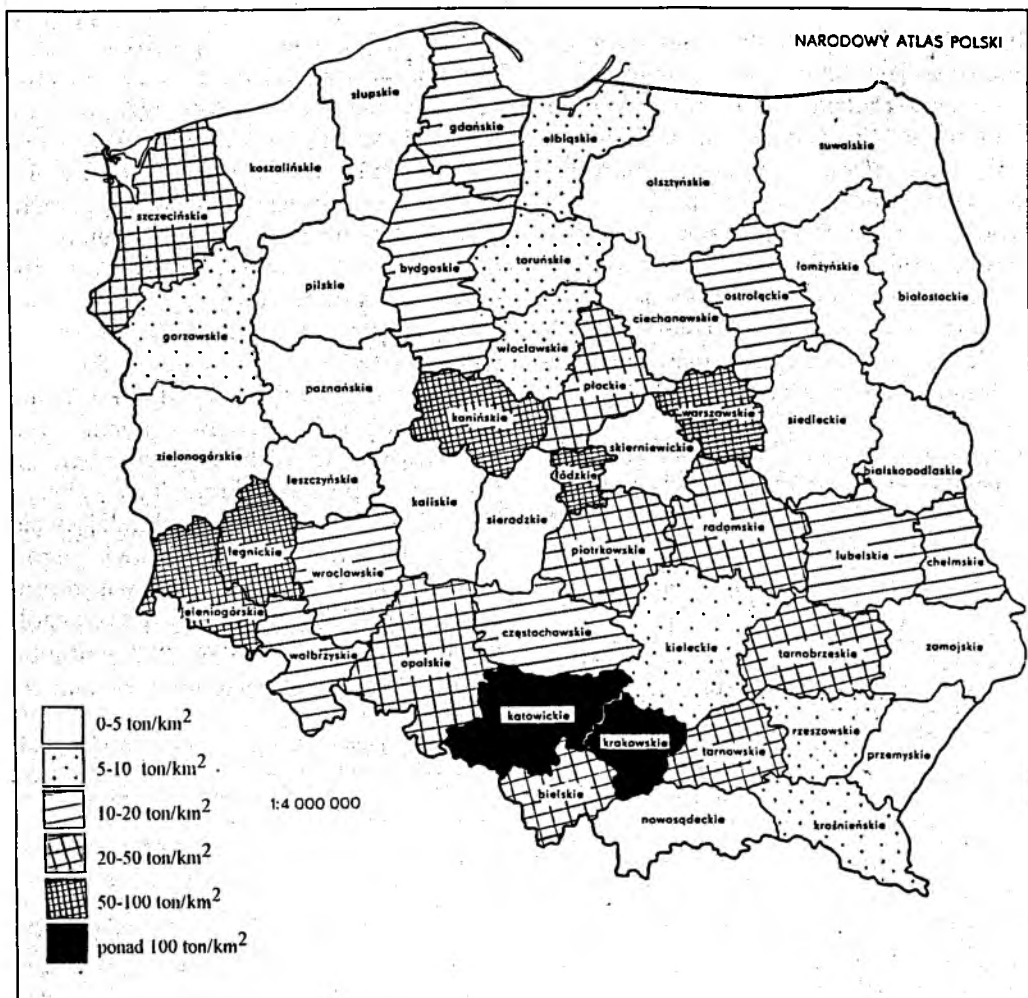 NARODOWY ATLAS POLSKI
słupskie
gdańskie
elbląskie
suwalskie
koszalińskie
olsztyńskie
szczecińskie
bydgoskie
toruńskie
łomżyńskie
pilskie
ostrołęckie
białostockie
ciechanowskie
gorzowskie
włocławskie
poznańskie
płockie
konińskie
warszawskie
siedleckie
zielonogórskie
skierniewickie
bialskopodlaskie
leszczyńskie
łódzkie
kaliskie
sieradzkie
radomskie
legnickie
piotrkowskie
lubelskie
chełmskie
wrocławskie
jeleniogórskie
częstochowskie
wałbrzyskie
opolskie
kieleckie
tarnobrzeskie
zamojskie
katowickie
krakowskie
rzeszowskie
tarnowskie
przemyskie
bielskie
nowosądeckie
krośnieńskie
1:4 000 000
0-5 ton/km²
5-10 ton/km²
10-20 ton/km²
20-50 ton/km²
50-100 ton/km²
ponad 100 ton/km²